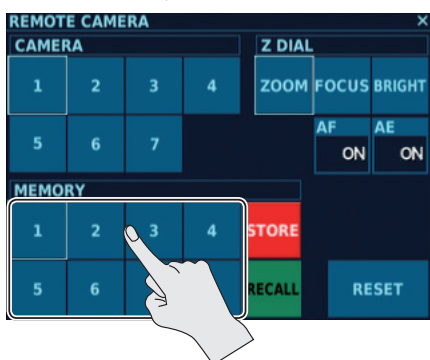 REMOTE CAMERA ×
CAMERA Z DIAL
1 2 3 4 ZOOM FOCUS BRIGHT
5 6 7 AF ON AE ON
MEMORY
1 2 3 4 STORE
5 6 RECALL RESET